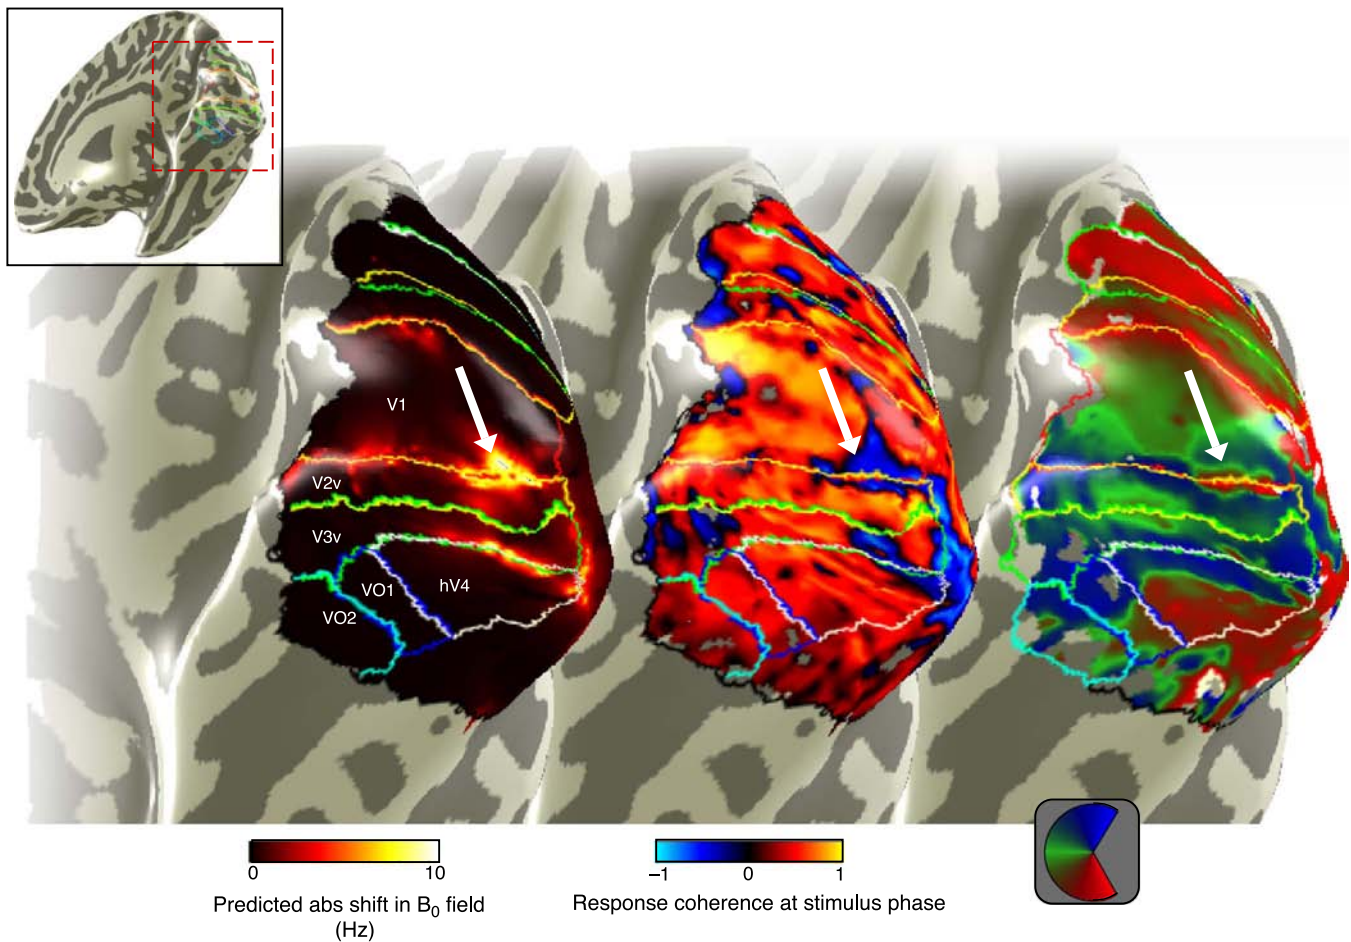 V1
V2v
V3v
VO1
hV4
VO2
0
10
Predicted abs shift in B₀ field
(Hz)
−1
0
1
Response coherence at stimulus phase